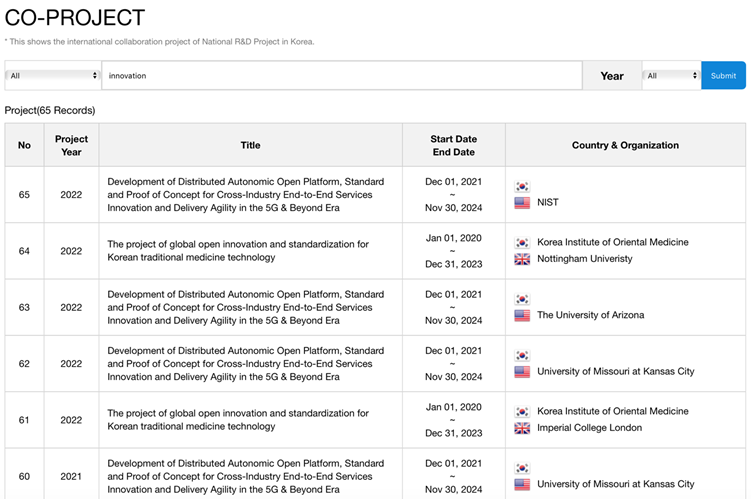 CO-PROJECT
* This shows the international collaboration project of National R&D Project in Korea.
All innovation Year All Submit
Project(65 Records)
No Project Year Title Start Date End Date Country & Organization
65 2022
Development of Distributed Autonomic Open Platform, Standard
and Proof of Concept for Cross-Industry End-to-End Services
Innovation and Delivery Agility in the 5G & Beyond Era
Dec 01, 2021
~
Nov 30, 2024
NIST
64 2022
The project of global open innovation and standardization for
Korean traditional medicine technology
Jan 01, 2020
~
Dec 31, 2023
Korea Institute of Oriental Medicine
Nottingham Univeristy
63 2022
Development of Distributed Autonomic Open Platform, Standard
and Proof of Concept for Cross-Industry End-to-End Services
Innovation and Delivery Agility in the 5G & Beyond Era
Dec 01, 2021
~
Nov 30, 2024
The University of Arizona
62 2022
Development of Distributed Autonomic Open Platform, Standard
and Proof of Concept for Cross-Industry End-to-End Services
Innovation and Delivery Agility in the 5G & Beyond Era
Dec 01, 2021
~
Nov 30, 2024
University of Missouri at Kansas City
61 2022
The project of global open innovation and standardization for
Korean traditional medicine technology
Jan 01, 2020
~
Dec 31, 2023
Korea Institute of Oriental Medicine
Imperial College London
60 2021
Development of Distributed Autonomic Open Platform, Standard
and Proof of Concept for Cross-Industry End-to-End Services
Innovation and Delivery Agility in the 5G & Beyond Era
Dec 01, 2021
~
Nov 30, 2024
University of Missouri at Kansas City